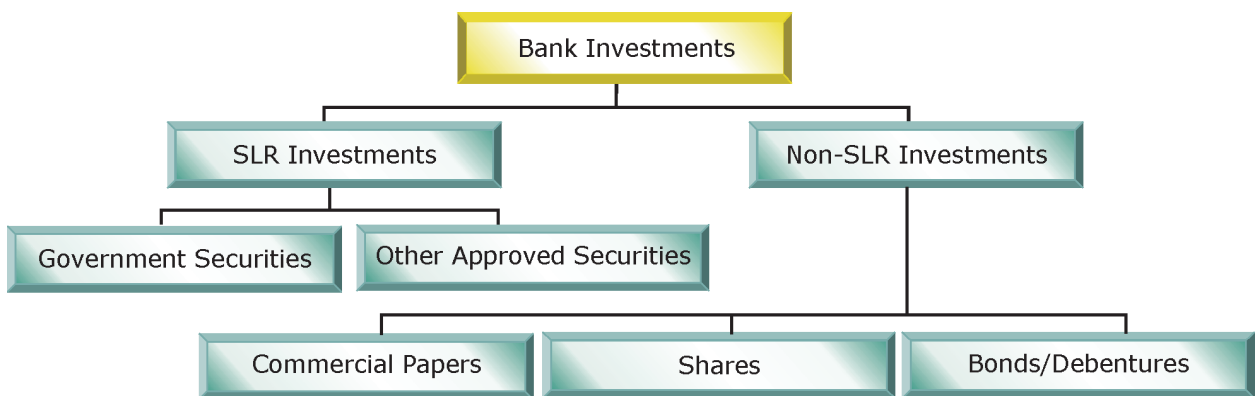 Bank Investments
SLR Investments
Non-SLR Investments
Government Securities
Other Approved Securities
Commercial Papers
Shares
Bonds/Debentures